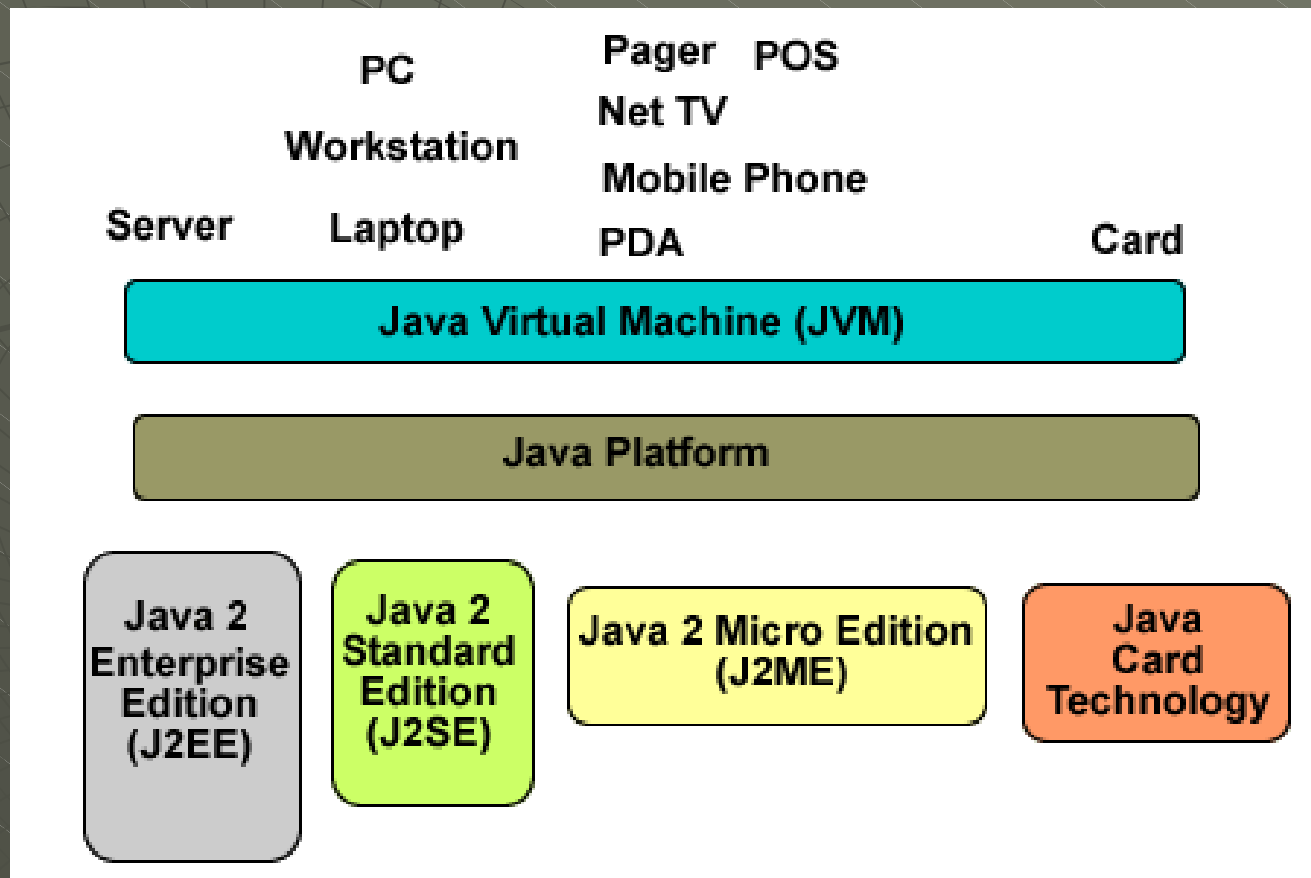 PC
Pager POS
Net TV
Workstation
Mobile Phone
Server
Laptop
PDA
Card
Java Virtual Machine (JVM)
Java Platform
Java 2
Enterprise
Edition
(J2EE)
Java 2
Standard
Edition
(J2SE)
Java 2 Micro Edition
(J2ME)
Java
Card
Technology